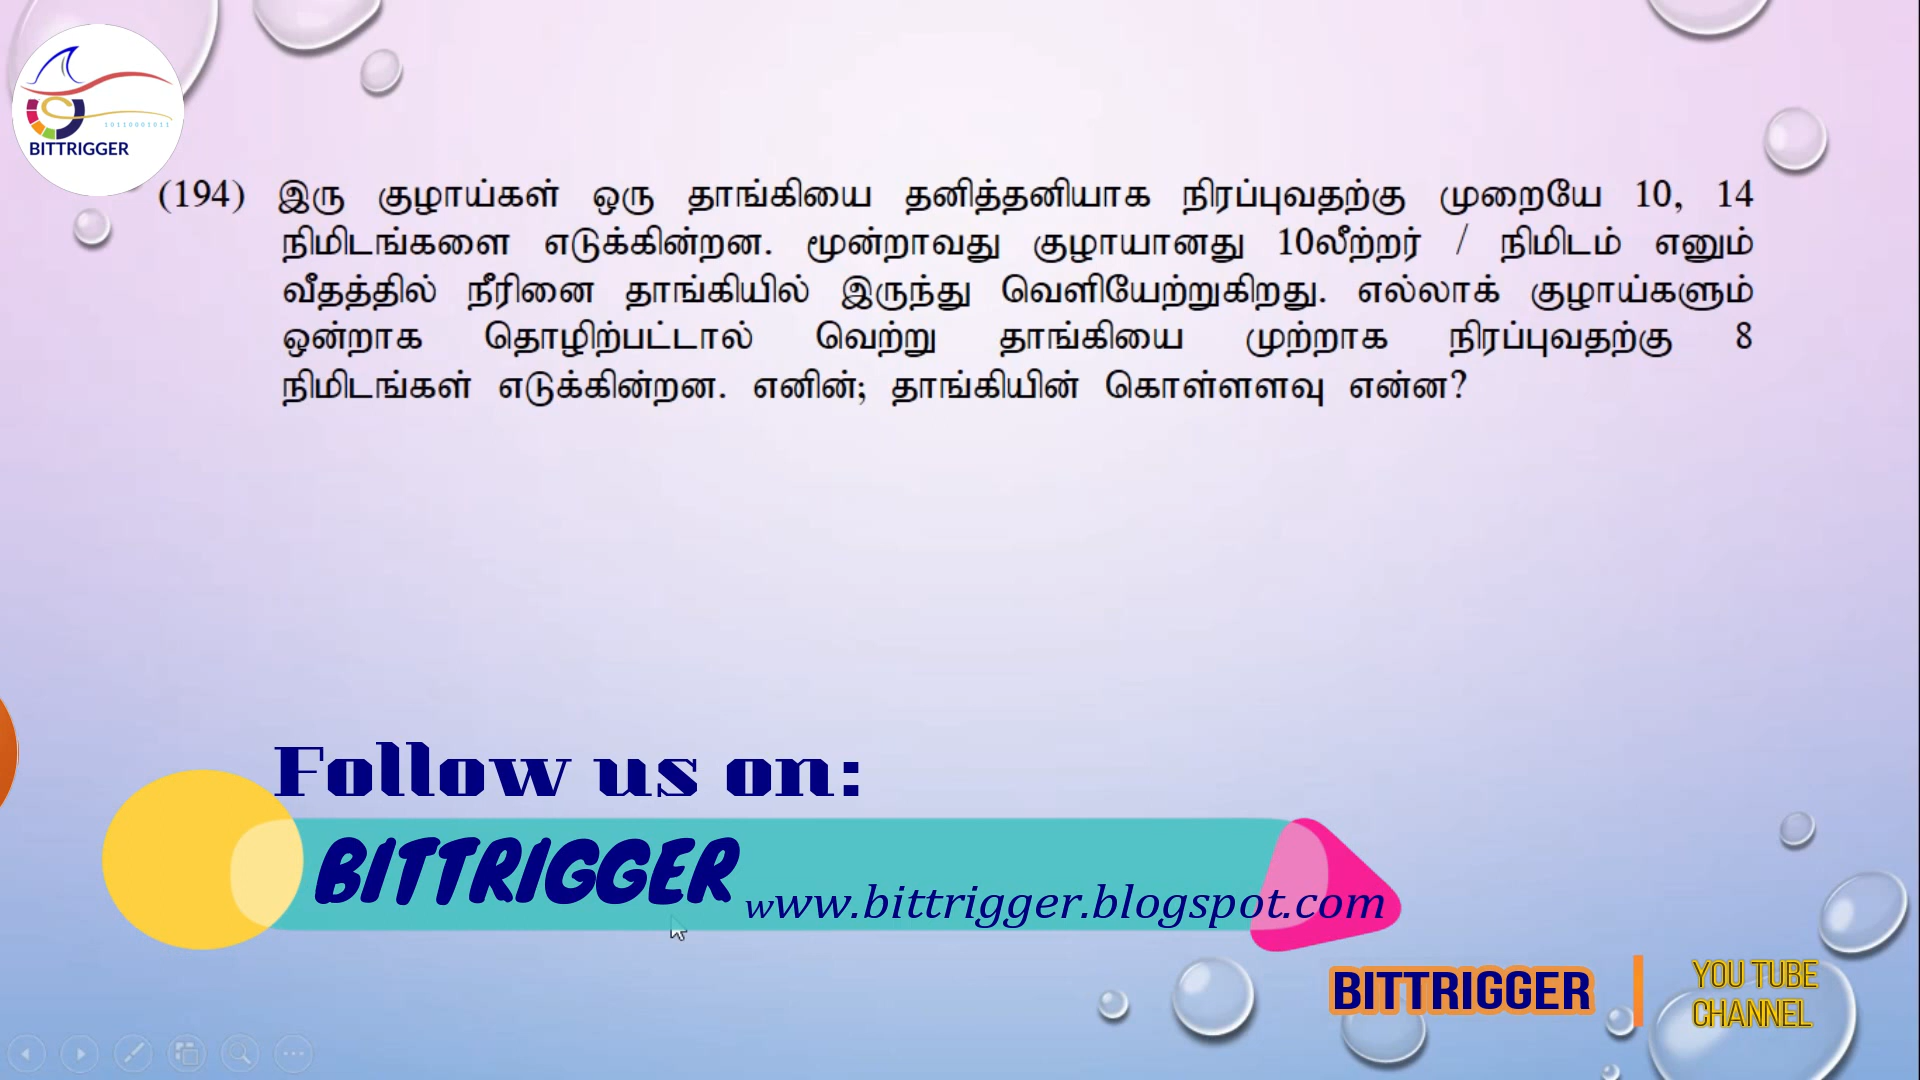 10110001011
BITTRIGGER
(194) இரு குழாய்கள் ஒரு தாங்கியை தனித்தனியாக நிரப்புவதற்கு முறையே 10, 14
நிமிடங்களை எடுக்கின்றன. மூன்றாவது குழாயானது 10லீற்றர் / நிமிடம் எனும்
வீதத்தில் நீரினை தாங்கியில் இருந்து வெளியேற்றுகிறது. எல்லாக் குழாய்களும்
ஒன்றாக தொழிற்பட்டால் வெற்று தாங்கியை முற்றாக நிரப்புவதற்கு 8
நிமிடங்கள் எடுக்கின்றன. எனின்; தாங்கியின் கொள்ளளவு என்ன?
Follow us on:
BITTRIGGER www.bittrigger.blogspot.com
BITTRIGGER
YOU TUBE
CHANNEL